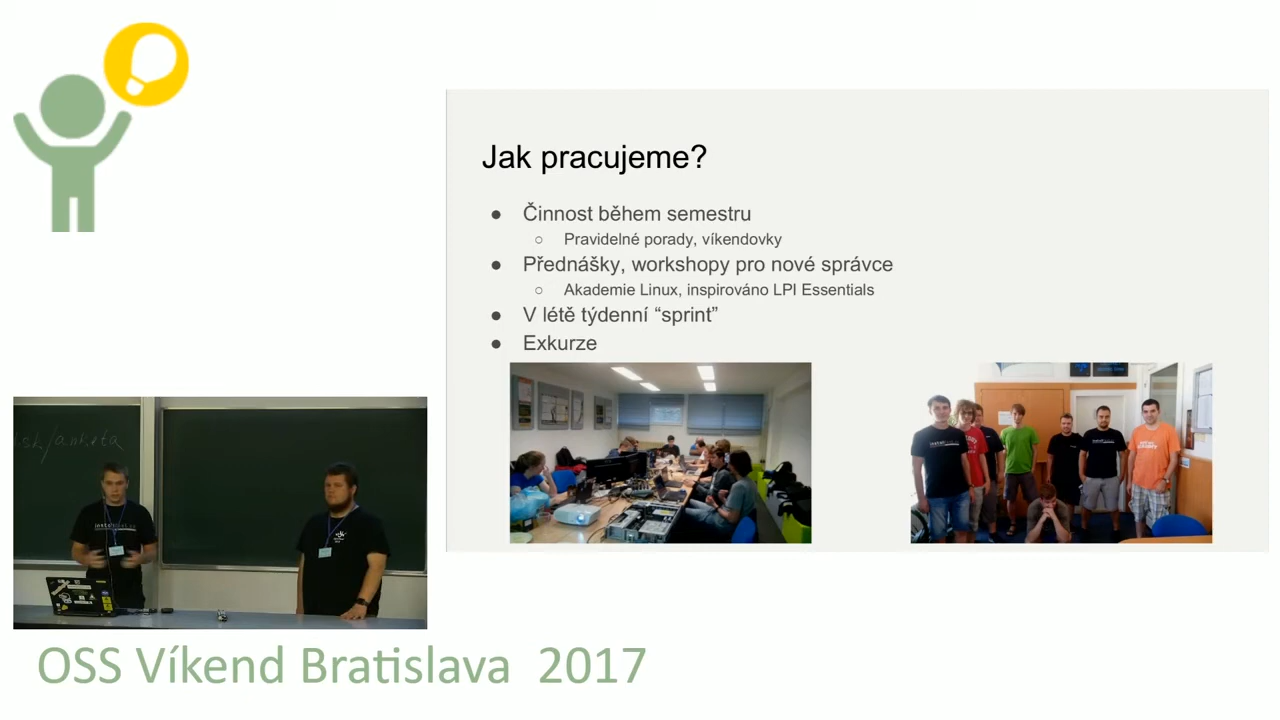 Jak pracujeme?
● Činnost během semestru
○ Pravidelné porady, víkendovky
● Přednášky, workshopy pro nové správce
○ Akademie Linux, inspirováno LPI Essentials
● V létě týdenní “sprint”
● Exkurze
/anketa
OSS Víkend Bratislava 2017